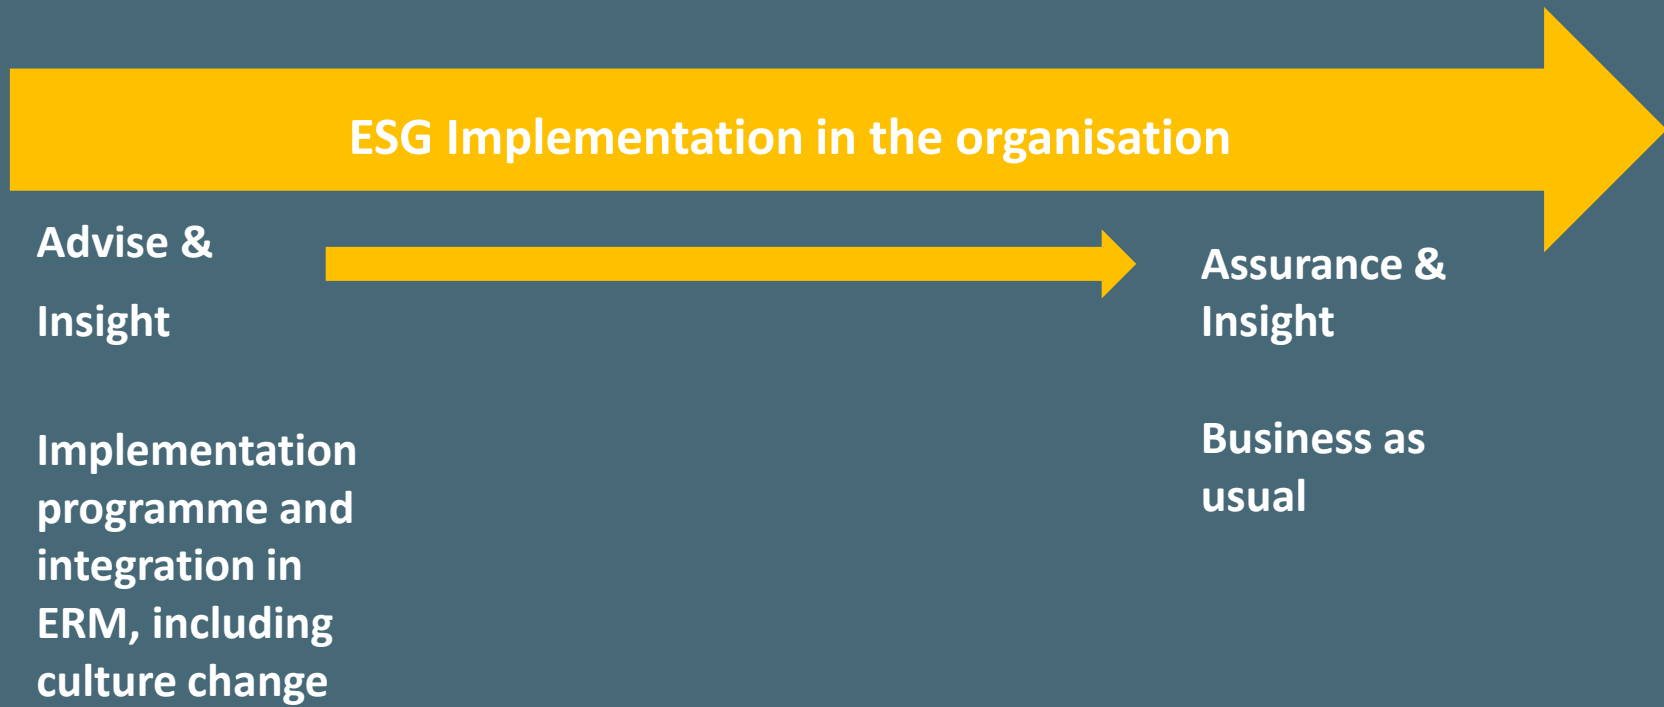 ESG Implementation in the organisation
Advise &
Insight
Implementation
programme and
integration in
ERM, including
culture change
Assurance &
Insight
Business as
usual